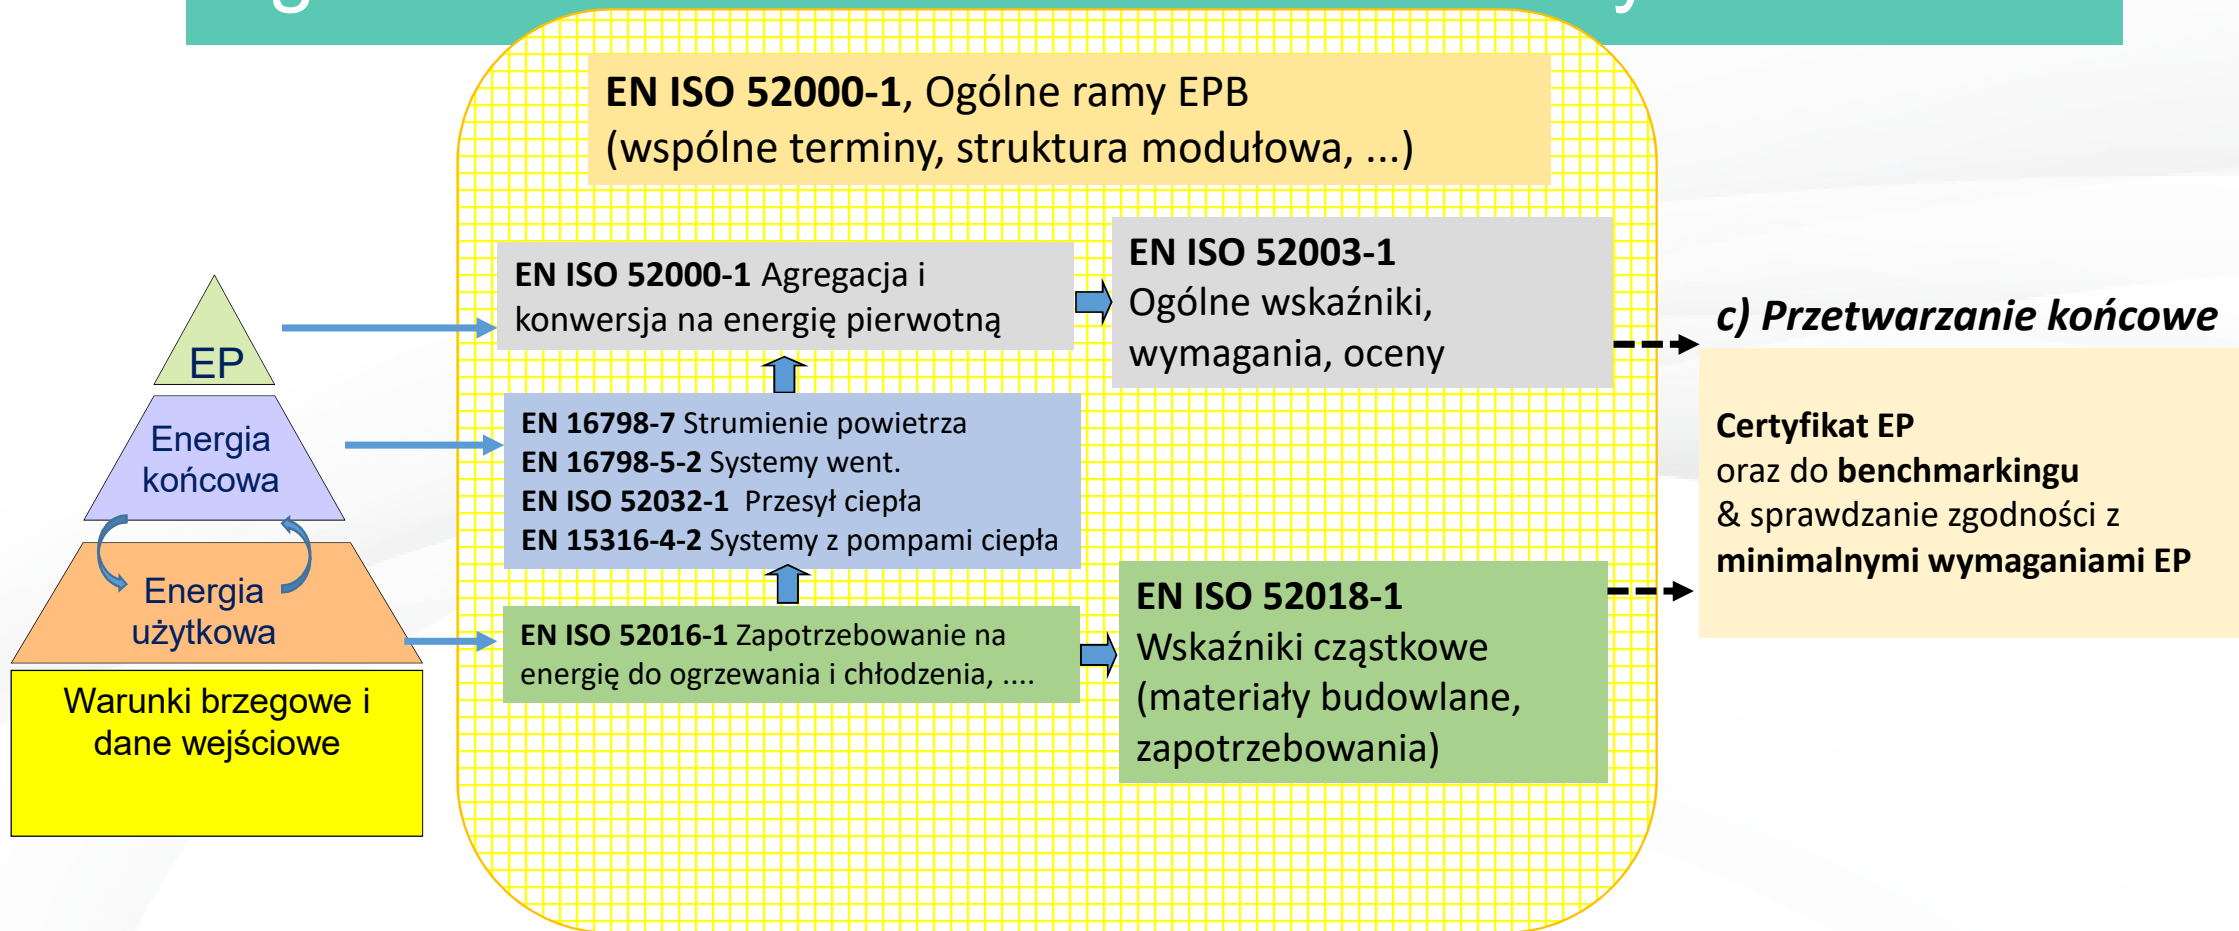 EN ISO 52000-1, Ogólne ramy EPB
(wspólne terminy, struktura modułowa, ...)
EN ISO 52000-1 Agregacja i
konwersja na energię pierwotną
EN ISO 52003-1
Ogólne wskaźniki,
wymagania, oceny
c) Przetwarzanie końcowe
Certyfikat EP
oraz do benchmarkingu
& sprawdzanie zgodności z
minimalnymi wymaganiami EP
EP
Energia
końcowa
Energia
użytkowa
Warunki brzegowe i
dane wejściowe
EN 16798-7 Strumienie powietrza
EN 16798-5-2 Systemy went.
EN ISO 52032-1 Przesył ciepła
EN 15316-4-2 Systemy z pompami ciepła
EN ISO 52016-1 Zapotrzebowanie na
energię do ogrzewania i chłodzenia, ....
EN ISO 52018-1
Wskaźniki cząstkowe
(materiały budowlane,
zapotrzebowania)